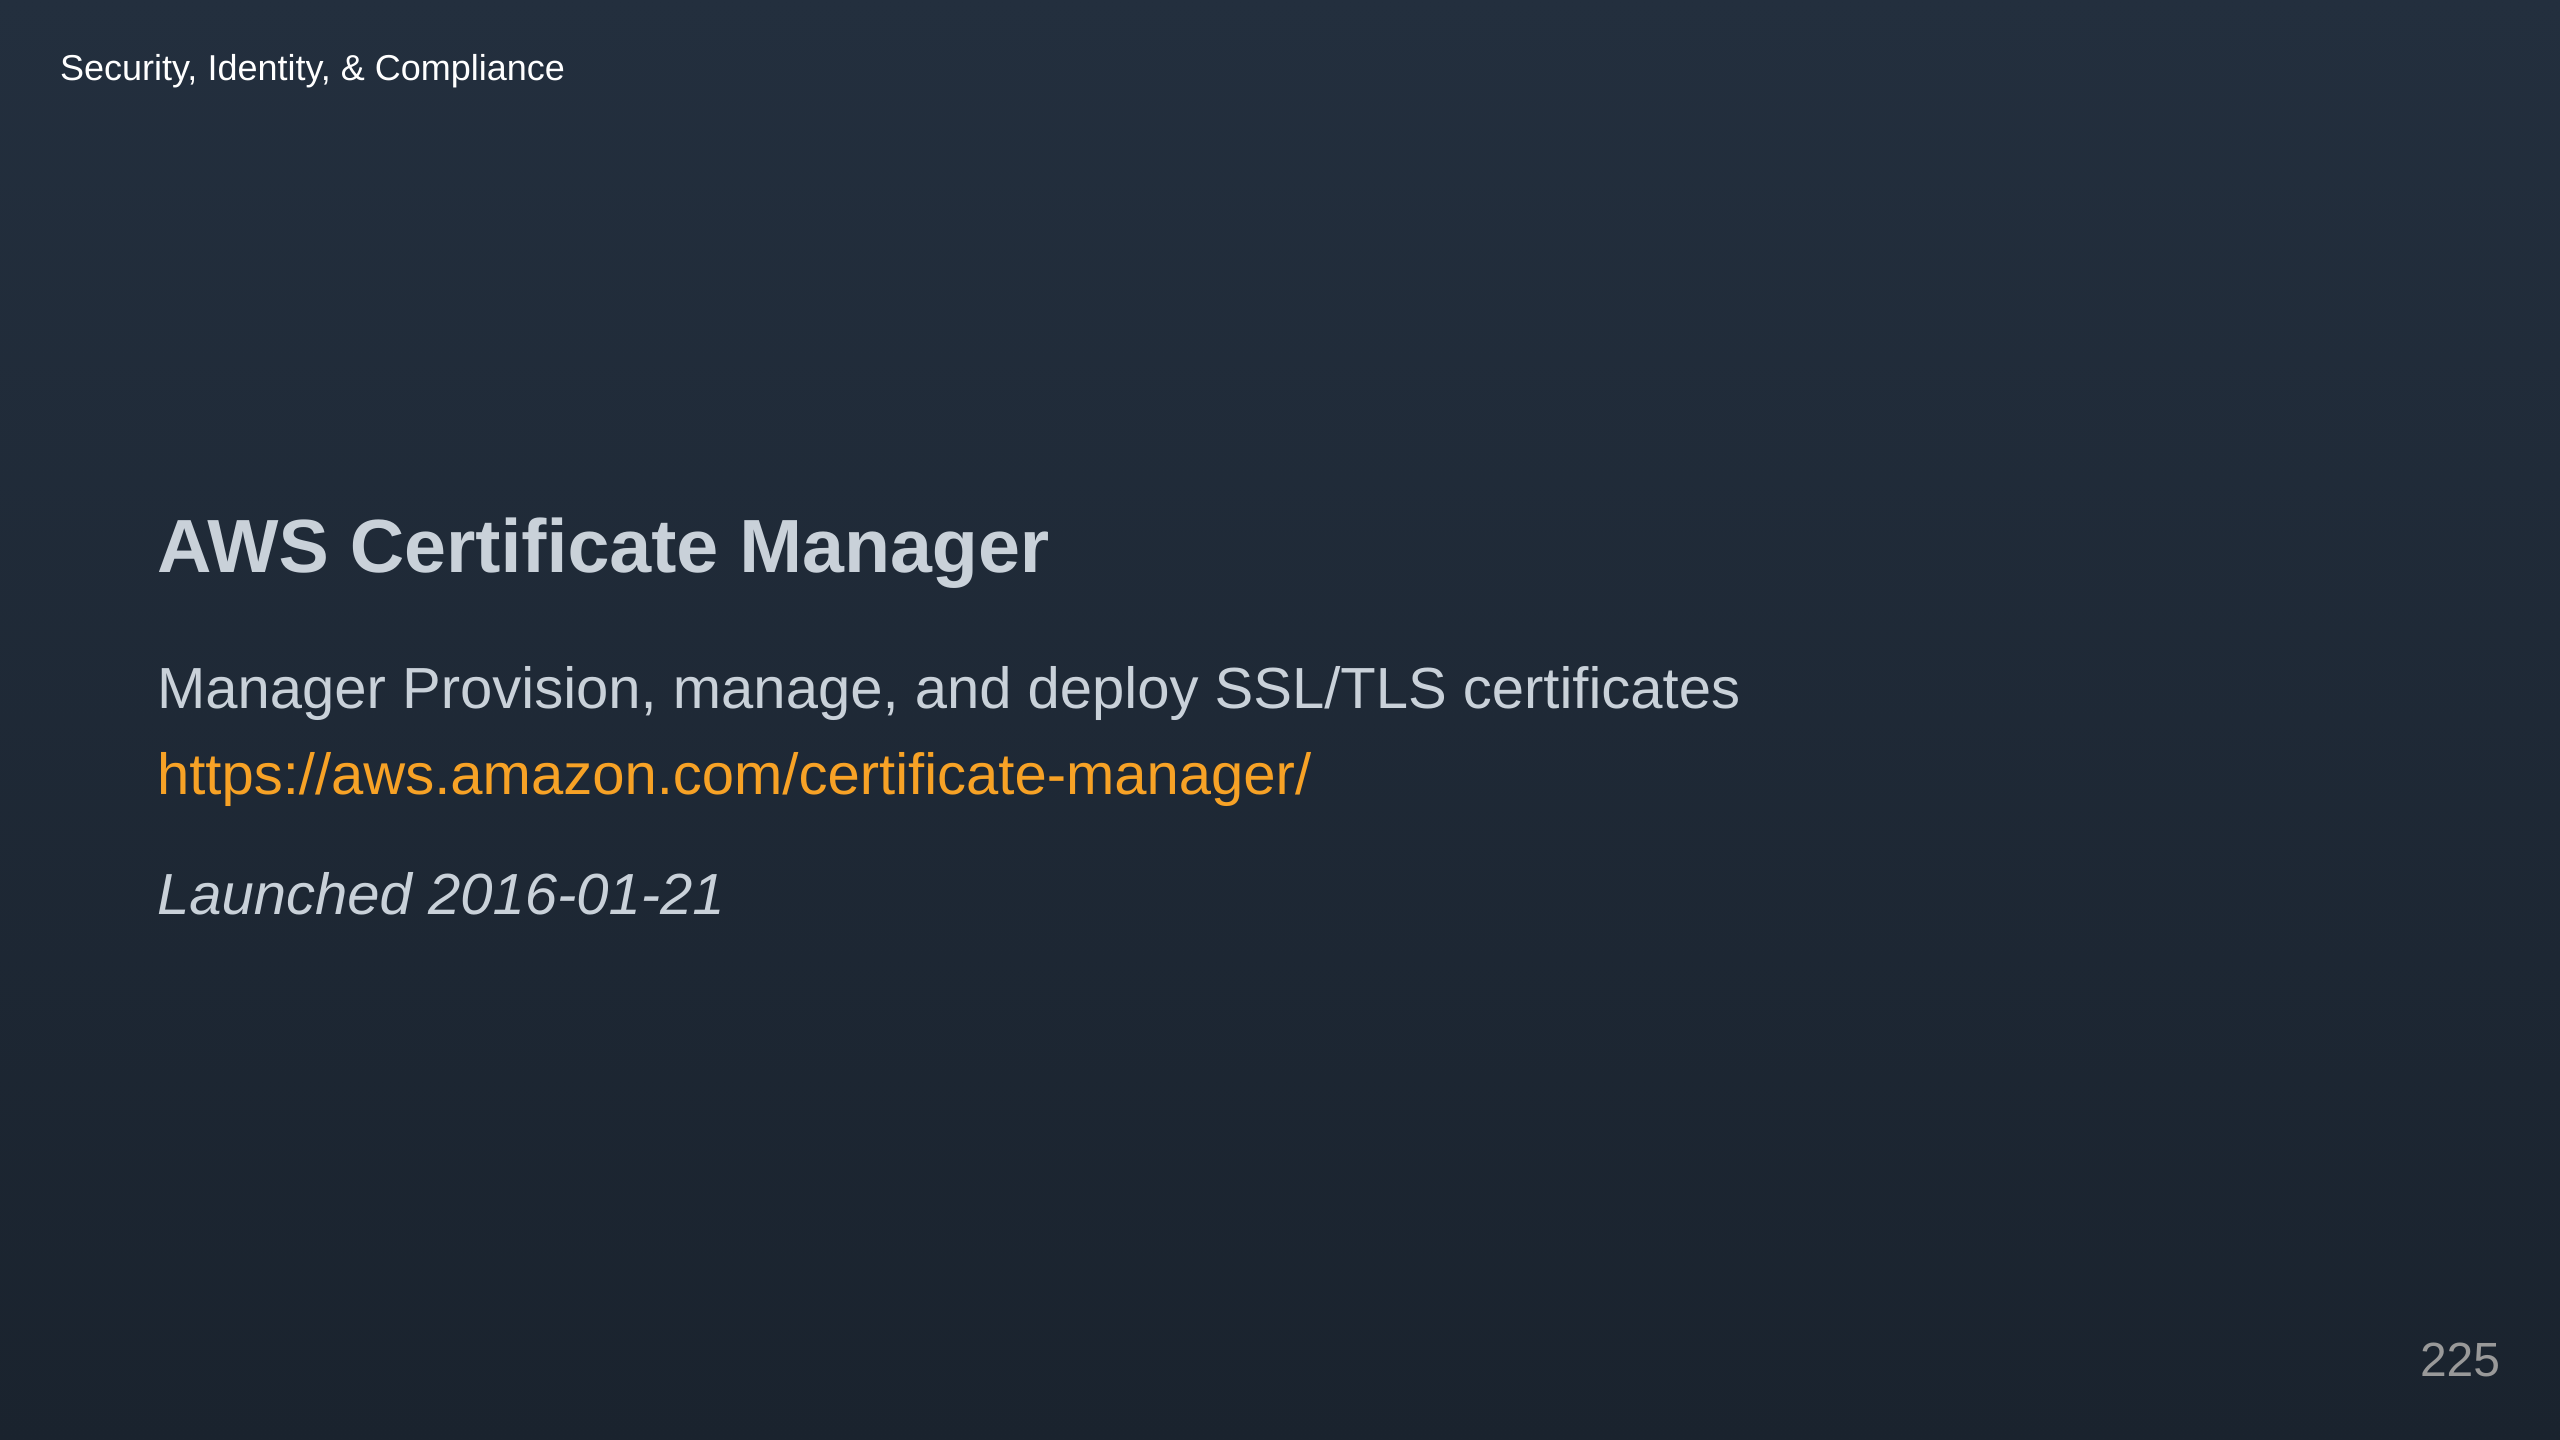 Security, Identity, & Compliance
AWS Certificate Manager
Manager Provision, manage, and deploy SSL/TLS certificates
https://aws.amazon.com/certificate-manager/
Launched 2016-01-21
225